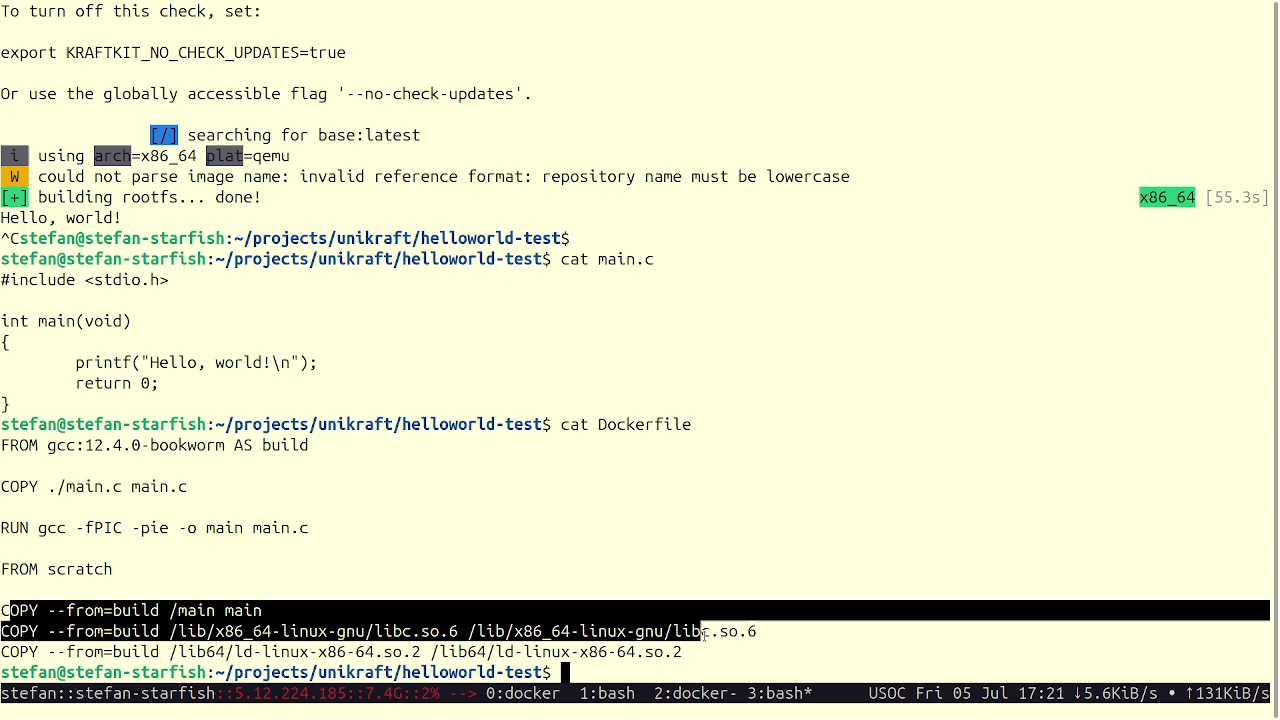 To turn off this check, set:
export KRAFTKIT_NO_CHECK_UPDATES=true
Or use the globally accessible flag '--no-check-updates'.
[/] searching for base:latest
i using arch=x86_64 plat=qemu
W could not parse image name: invalid reference format: repository name must be lowercase
[+] building rootfs... done! x86_64 [55.3s]
Hello, world!
^Cstefan@stefan-starfish:~/projects/unikraft/helloworld-test$
stefan@stefan-starfish:~/projects/unikraft/helloworld-test$ cat main.c
#include <stdio.h>
int main(void)
{
printf("Hello, world!\n");
return 0;
}
stefan@stefan-starfish:~/projects/unikraft/helloworld-test$ cat Dockerfile
FROM gcc:12.4.0-bookworm AS build
COPY ./main.c main.c
RUN gcc -fPIC -pie -o main main.c
FROM scratch
COPY --from=build /main main
COPY --from=build /lib/x86_64-linux-gnu/libc.so.6 /lib/x86_64-linux-gnu/libc.so.6
COPY --from=build /lib64/ld-linux-x86-64.so.2 /lib64/ld-linux-x86-64.so.2
stefan@stefan-starfish:~/projects/unikraft/helloworld-test$
stefan::stefan-starfish::5.12.224.185::7.4G::2% --> 0:docker 1:bash 2:docker- 3:bash* USOC Fri 05 Jul 17:21 ↓5.6KiB/s • ↑131KiB/s